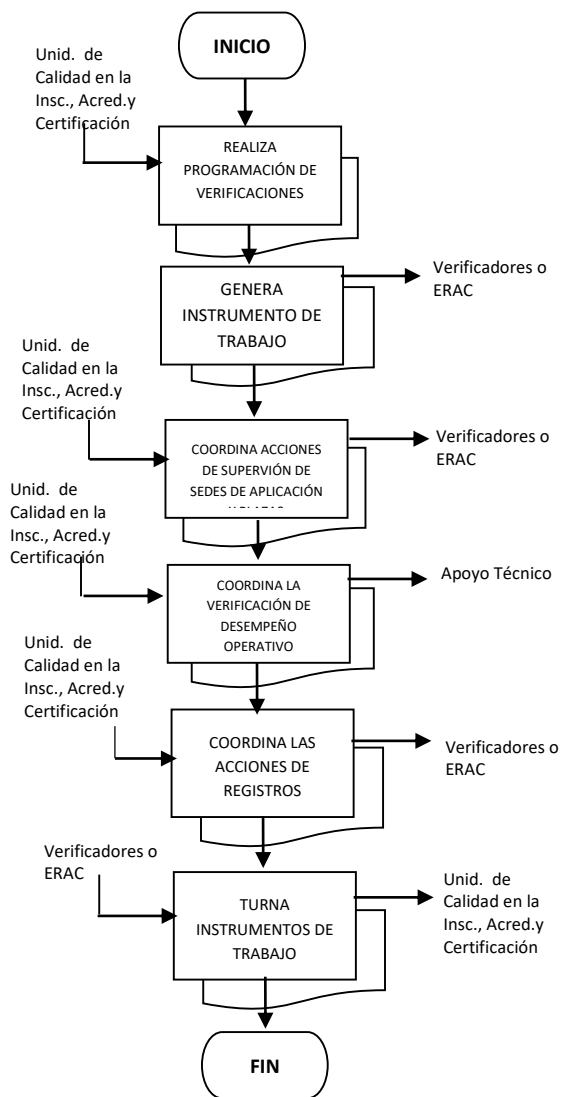 INICIO
Unid. de
Calidad en la
Insc., Acred.y
Certificación
REALIZA
PROGRAMACIÓN DE
VERIFICACIONES
GENERA
INSTRUMENTO DE
TRABAJO
Verificadores o
ERAC
Unid. de
Calidad en la
Insc., Acred.y
Certificación
COORDINA ACCIONES
DE SUPERVIÓN DE
SEDES DE APLICACIÓN
Verificadores o
ERAC
Unid. de
Calidad en la
Insc., Acred.y
Certificación
COORDINA LA
VERIFICACIÓN DE
DESEMPEÑO
OPERATIVO
Apoyo Técnico
Unid. de
Calidad en la
Insc., Acred.y
Certificación
COORDINA LAS
ACCIONES DE
REGISTROS
Verificadores o
ERAC
Verificadores o
ERAC
TURNA
INSTRUMENTOS DE
TRABAJO
Unid. de
Calidad en la
Insc., Acred.y
Certificación
FIN